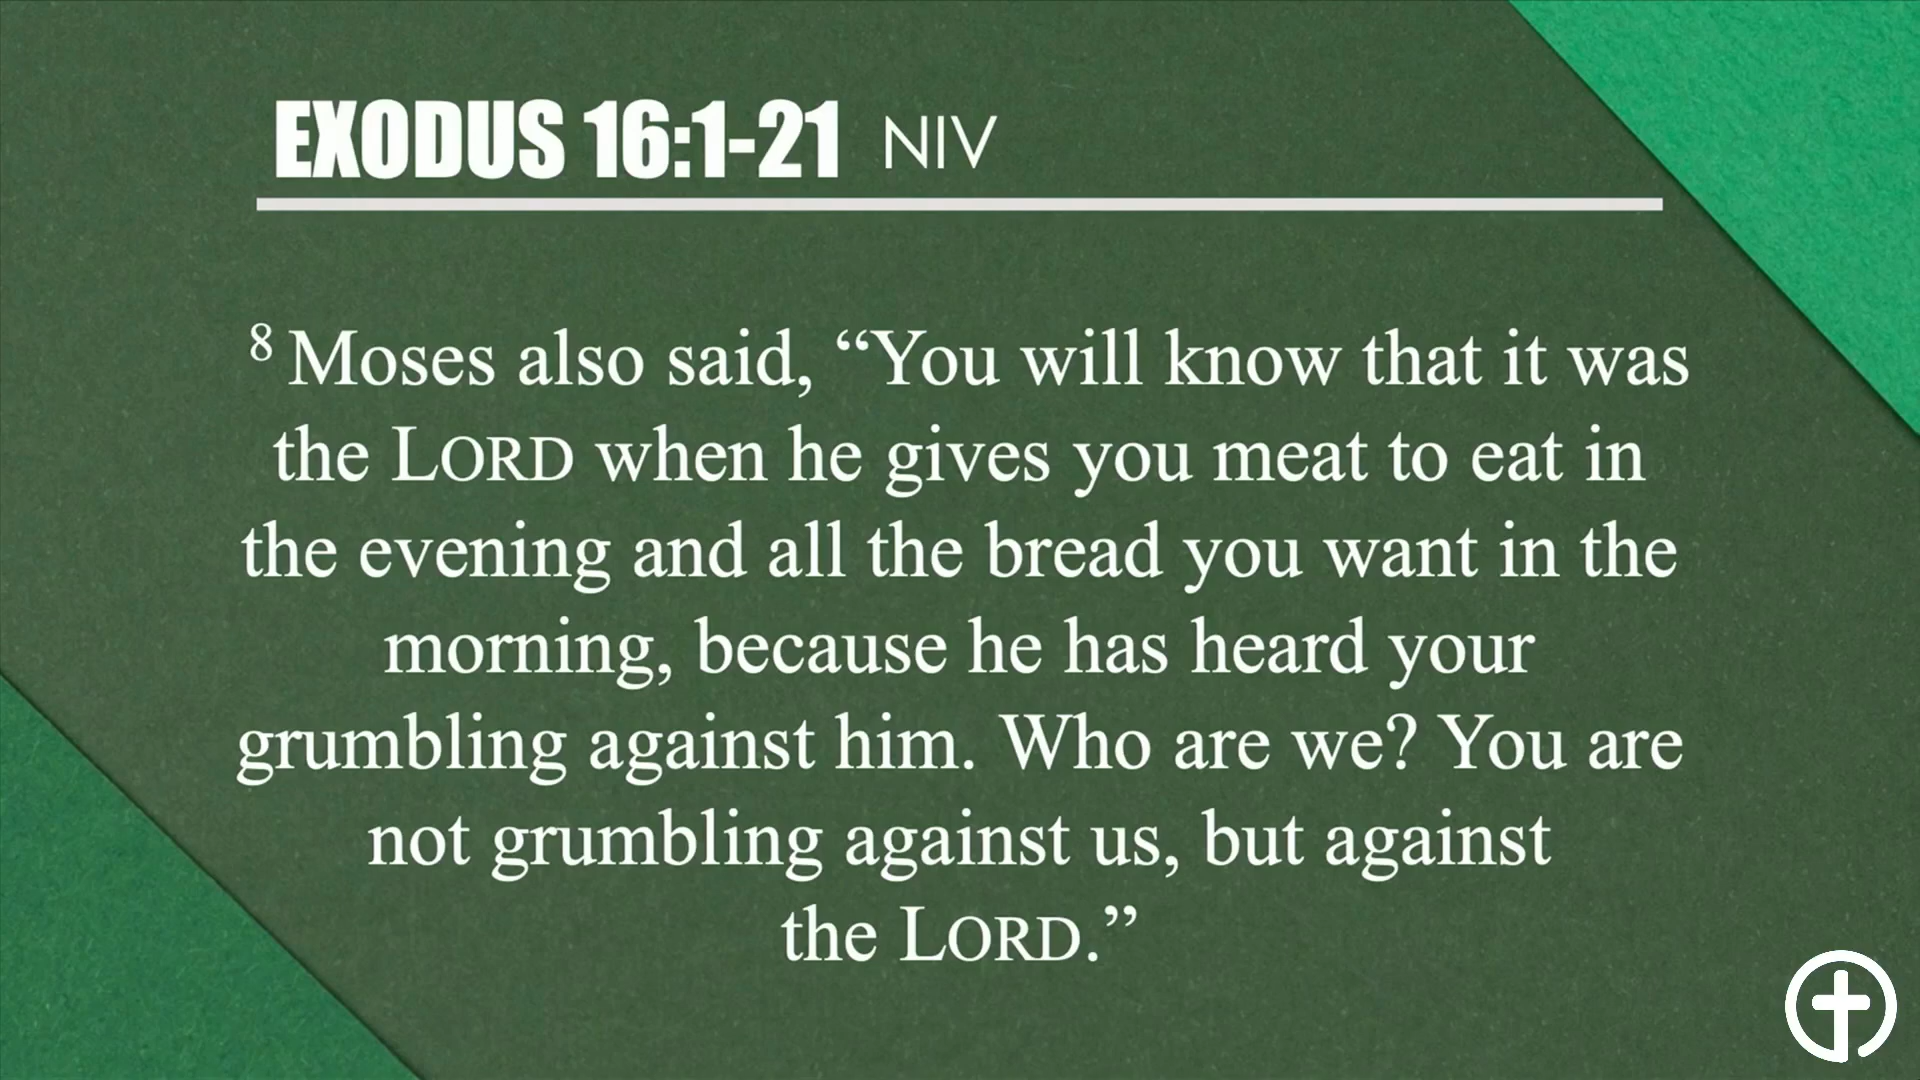 EXODUS 16:1-21 NIV
8 Moses also said, “You will know that it was
the LORD when he gives you meat to eat in
the evening and all the bread you want in the
morning, because he has heard your
grumbling against him. Who are we? You are
not grumbling against us, but against
the LORD.”